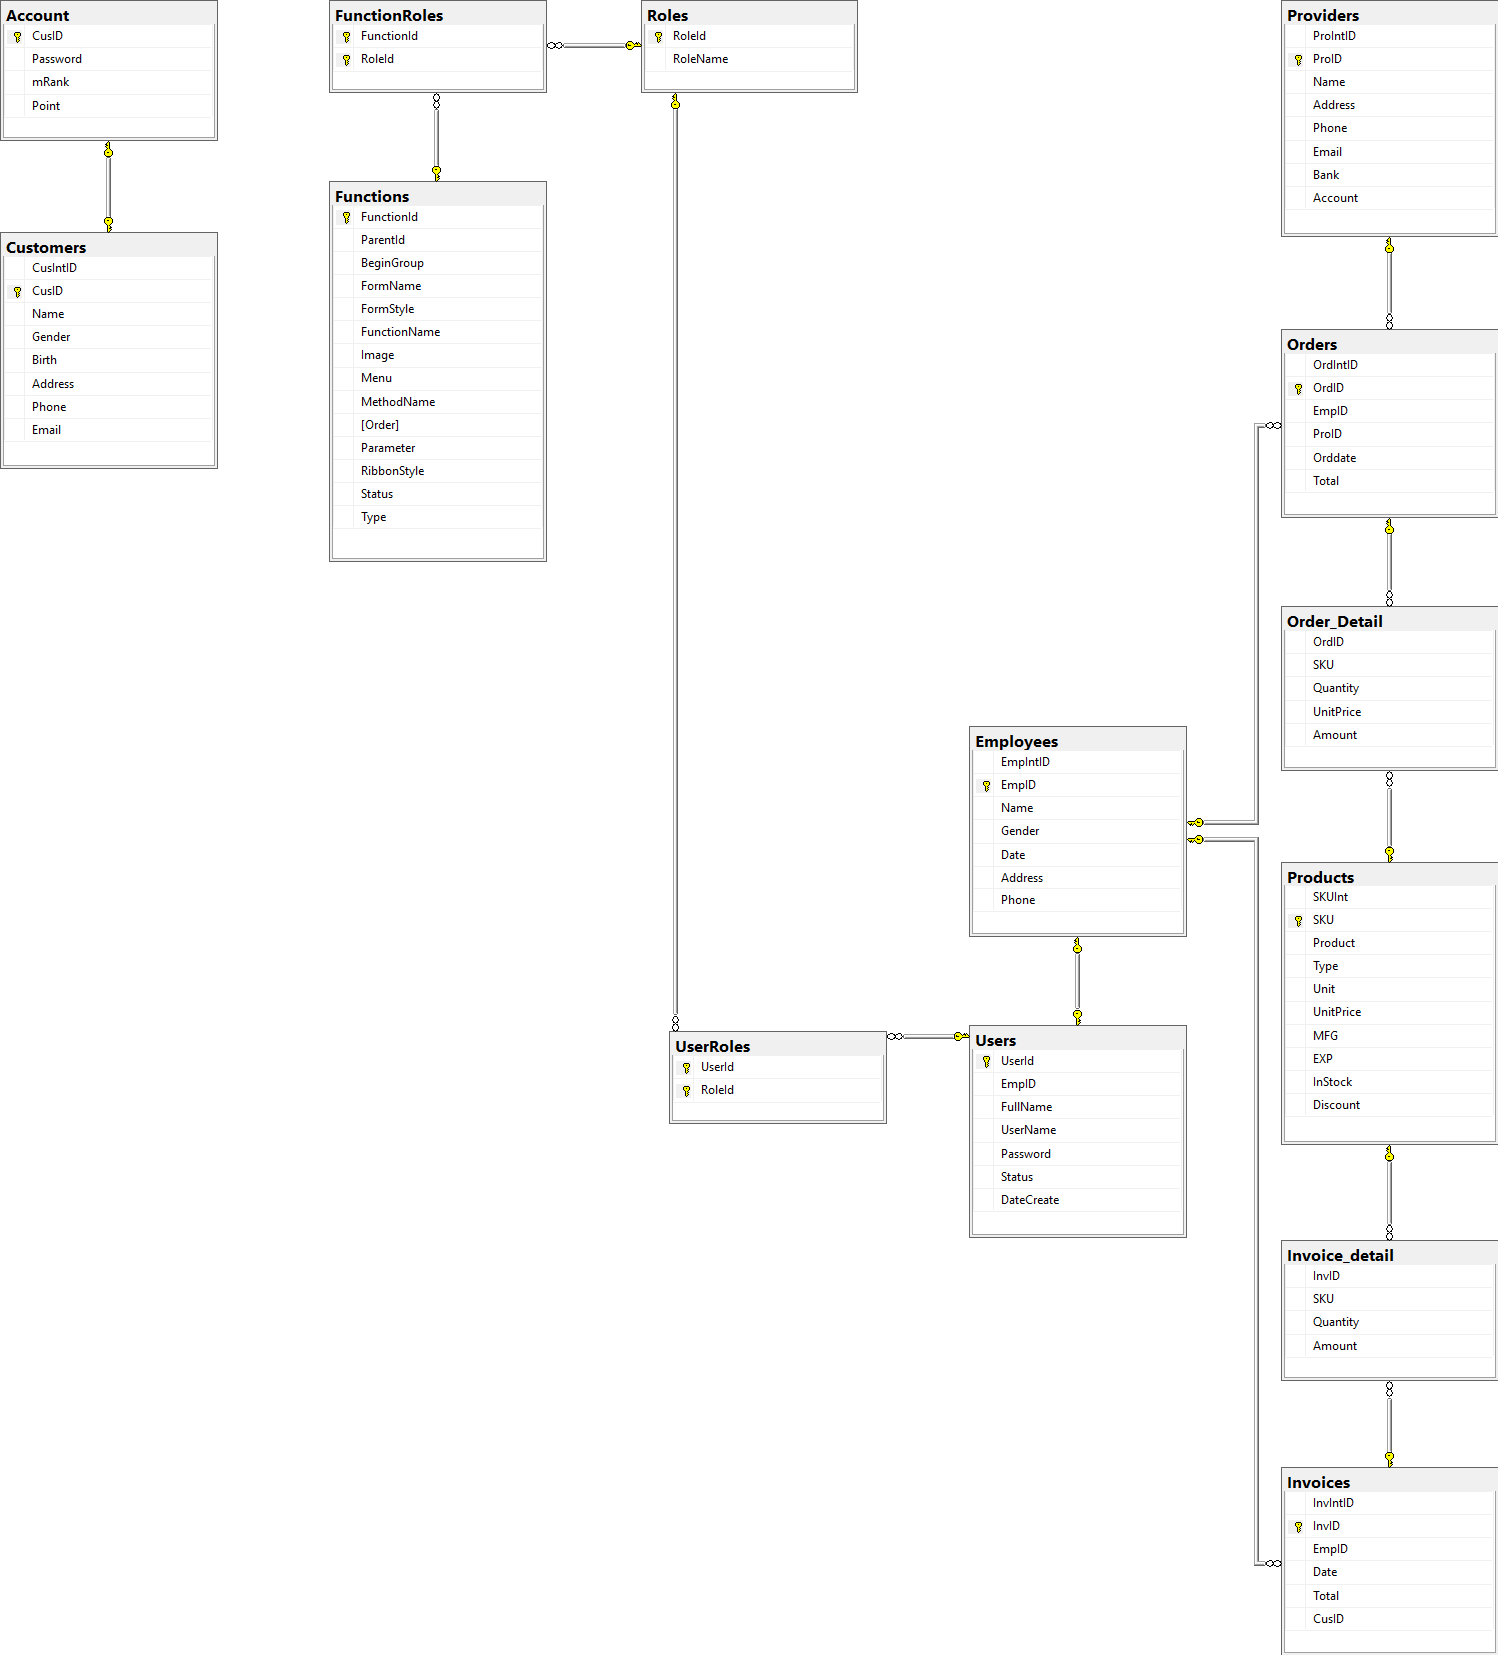 Account
CusID
Password
mRank
Point
Customers
CusIntID
CusID
Name
Gender
Birth
Address
Phone
Email
FunctionRoles
FunctionId
RoleId
Functions
FunctionId
ParentId
BeginGroup
FormName
FormStyle
FunctionName
Image
Menu
MethodName
[Order]
Parameter
RibbonStyle
Status
Type
Roles
RoleId
RoleName
UserRoles
UserId
RoleId
Employees
EmpIntID
EmpID
Name
Gender
Date
Address
Phone
Users
UserId
EmpID
FullName
UserName
Password
Status
DateCreate
Providers
ProIntID
ProID
Name
Address
Phone
Email
Bank
Account
Orders
OrdIntID
OrdID
EmpID
ProID
Orddate
Total
Order_Detail
OrdID
SKU
Quantity
UnitPrice
Amount
Products
SKUInt
SKU
Product
Type
Unit
UnitPrice
MFG
EXP
InStock
Discount
Invoice_detail
InvID
SKU
Quantity
Amount
Invoices
InvIntID
InvID
EmpID
Date
Total
CusID